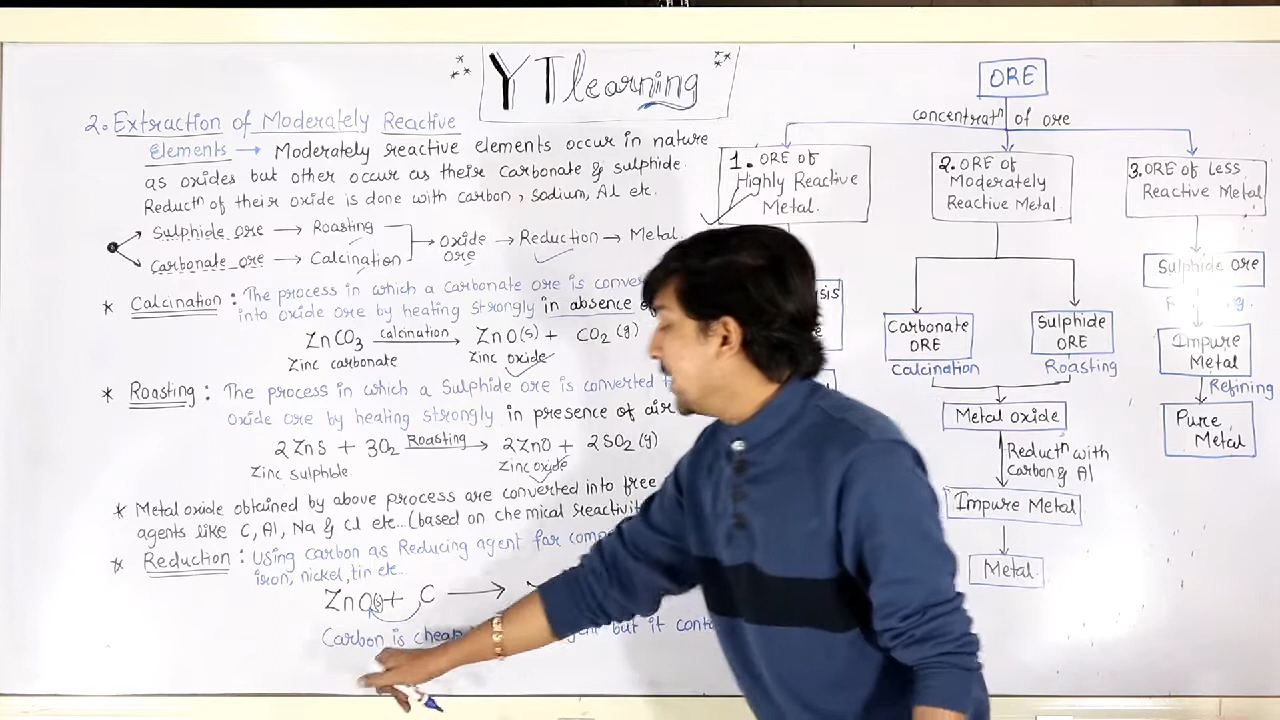 YT learning
2. Extraction of Moderately Reactive
Elements → Moderately reactive elements occur in nature
as oxides but other occur as their carbonate & sulphide.
Reductⁿ of their oxide is done with carbon, sodium, Al etc.
Sulphide ore → Roasting
Carbonate ore → Calcination
→ oxide ore → Reduction → Metal.
* Calcination : The process in which a carbonate ore is
into oxide ore by heating strongly in absence
ZnCO₃ calcination → ZnO(s) + CO₂(g)
Zinc carbonate Zinc oxide
* Roasting : The process in which a Sulphide ore is converted
oxide ore by heating strongly in presence of air
2ZnS + 3O₂ Roasting → 2ZnO + 2SO₂(g)
Zinc sulphide Zinc oxide
* Metal oxide obtained by above process are converted into free
agents like C, Al, Na & Cl etc... (based on chemical
* Reduction : Using carbon as Reducing agent for
iron, nickel, tin etc...
ZnO(s) + C →
Carbon is but it
ORE
concentratⁿ of ore
1. ORE of
Highly Reactive
Metal.
2. ORE of
Moderately
Reactive Metal
3. ORE of Less
Reactive Metal
Carbonate
ORE
Calcination
Sulphide
ORE
Roasting
Metal oxide
Reductⁿ with
Carbon & Al
Impure Metal
Metal
Sulphide ore
Impure
Metal
Refining
Pure
Metal